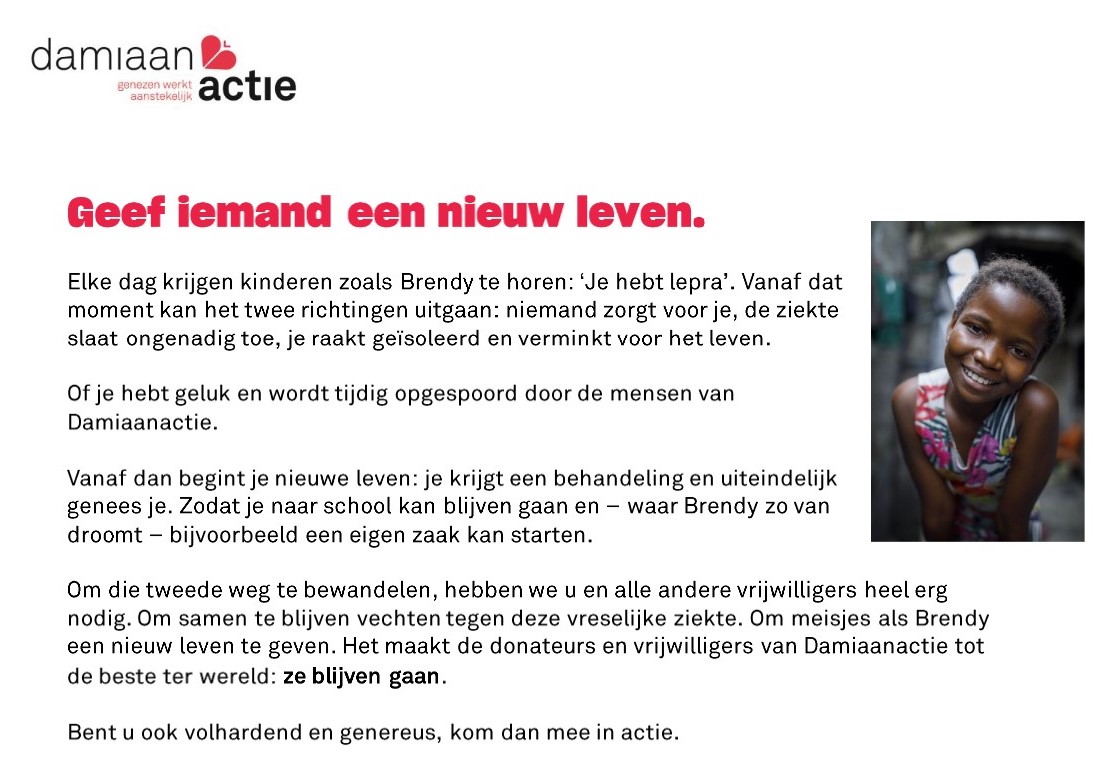 damiaan
genezen werkt
aanstekelijk
actie
Geef iemand een nieuw leven.
Elke dag krijgen kinderen zoals Brendy te horen: ‘Je hebt lepra’. Vanaf dat
moment kan het twee richtingen uitgaan: niemand zorgt voor je, de ziekte
slaat ongenadig toe, je raakt geïsoleerd en verminkt voor het leven.
Of je hebt geluk en wordt tijdig opgespoord door de mensen van
Damiaanactie.
Vanaf dan begint je nieuwe leven: je krijgt een behandeling en uiteindelijk
genees je. Zodat je naar school kan blijven gaan en – waar Brendy zo van
droomt – bijvoorbeeld een eigen zaak kan starten.
Om die tweede weg te bewandelen, hebben we u en alle andere vrijwilligers heel erg
nodig. Om samen te blijven vechten tegen deze vreselijke ziekte. Om meisjes als Brendy
een nieuw leven te geven. Het maakt de donateurs en vrijwilligers van Damiaanactie tot
de beste ter wereld: ze blijven gaan.
Bent u ook volhardend en genereus, kom dan mee in actie.